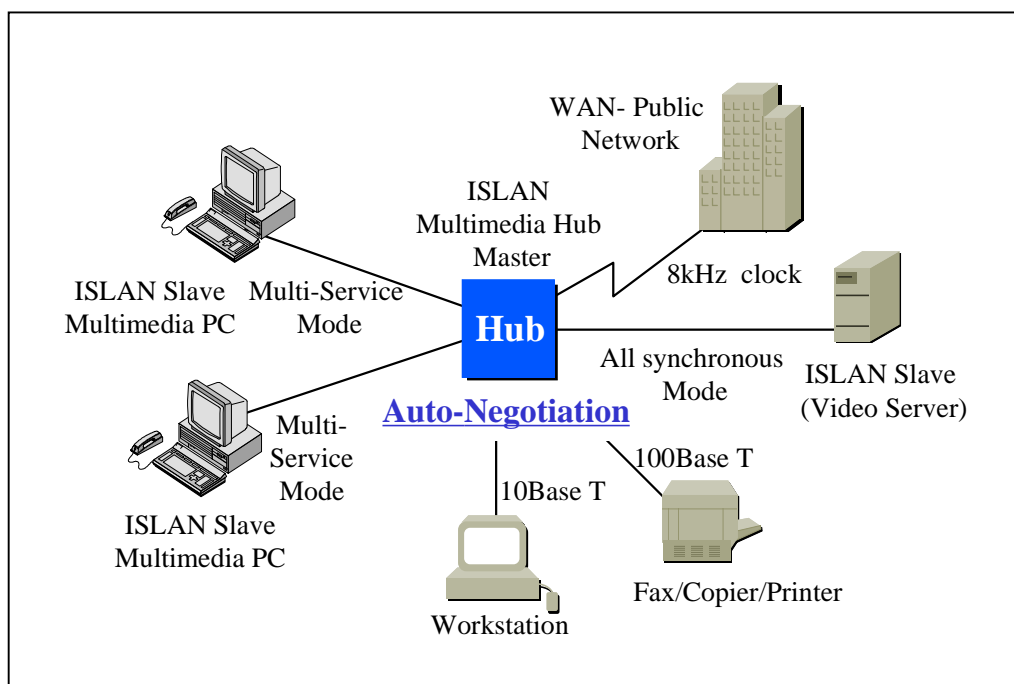 WAN- Public
Network
ISLAN
Multimedia Hub
Master
8kHz  clock
ISLAN Slave
Multimedia PC
Multi-Service
Mode
Hub
All synchronous
Mode
ISLAN Slave
(Video Server)
Auto-Negotiation
Multi-
Service
Mode
100Base T
10Base T
ISLAN Slave
Multimedia PC
Fax/Copier/Printer
Workstation